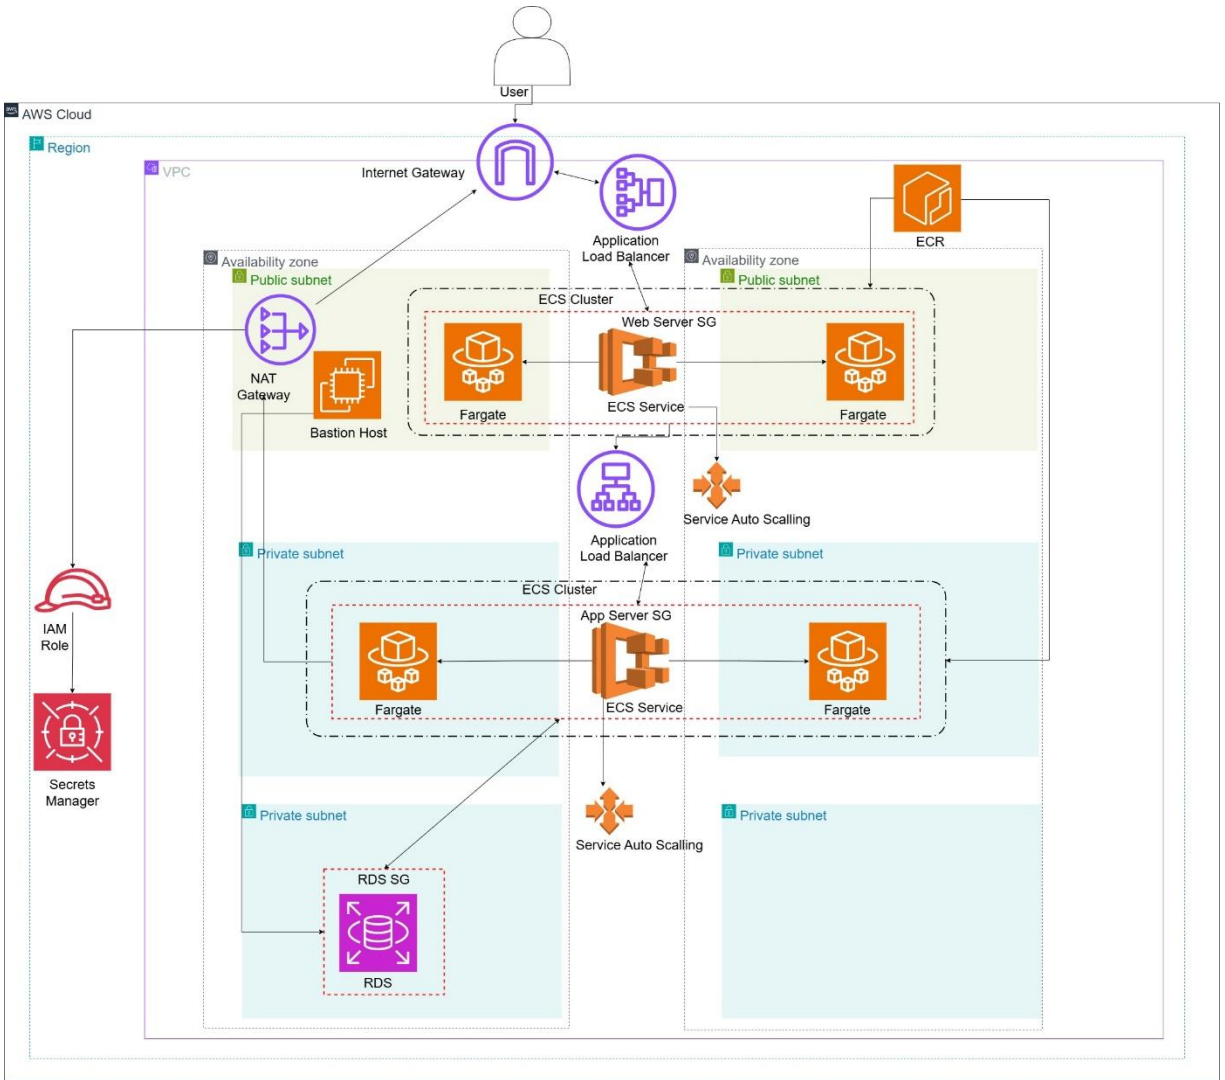 User
aws
AWS Cloud
Region
VPC
Internet Gateway
Application
Load Balancer
ECR
Availability zone
Availability zone
Public subnet
Public subnet
ECS Cluster
Web Server SG
NAT
Gateway
Bastion Host
Fargate
ECS Service
Fargate
Service Auto Scalling
Application
Load Balancer
Private subnet
Private subnet
ECS Cluster
App Server SG
IAM
Role
Fargate
ECS Service
Fargate
Secrets
Manager
Private subnet
Private subnet
Service Auto Scalling
RDS SG
RDS